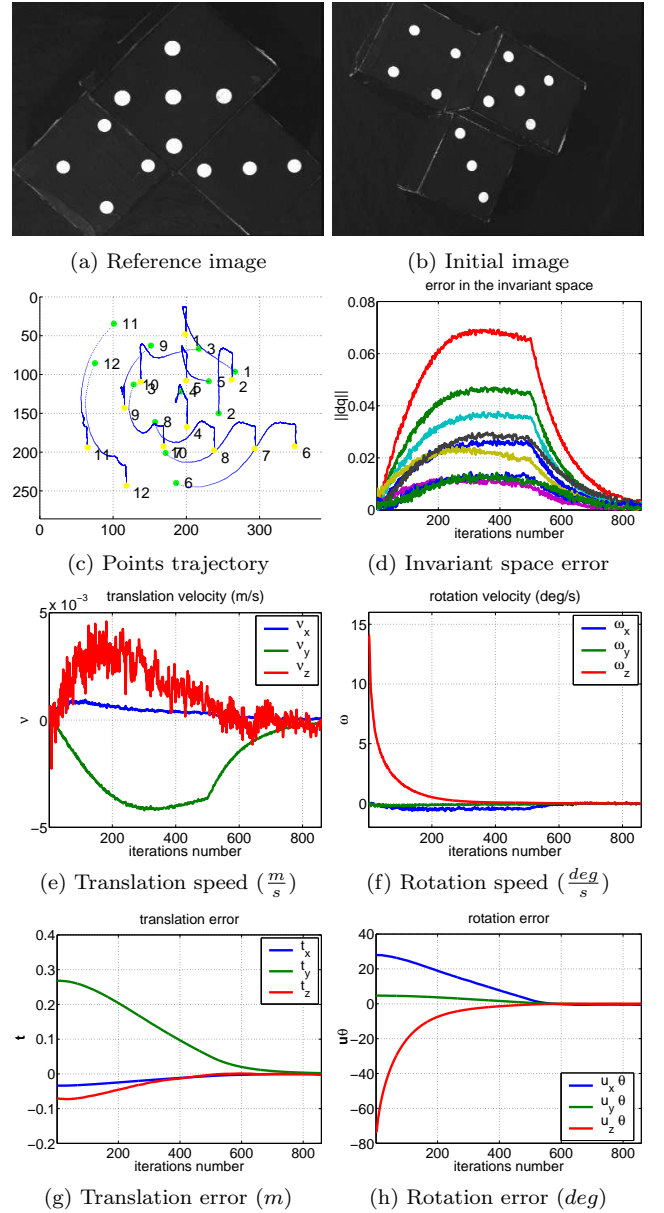 (a) Reference image
(b) Initial image
0
50
100
150
200
250
0
100
200
300
11
12
9
3
1
1
5
2
10
3
4
2
9
8
4
10
7
8
7
6
11
12
6
(c) Points trajectory
error in the invariant space
||dq||
0.08
0.06
0.04
0.02
0
200
400
600
800
iterations number
(d) Invariant space error
x 10⁻³
translation velocity (m/s)
5
0
−5
ν
ν_x
ν_y
ν_z
200
400
600
800
iterations number
(e) Translation speed (m/s)
rotation velocity (deg/s)
15
10
5
0
ω
ω_x
ω_y
ω_z
200
400
600
800
iterations number
(f) Rotation speed (deg/s)
translation error
0.4
0.3
0.2
0.1
0
−0.1
−0.2
t
t_x
t_y
t_z
0
200
400
600
800
iterations number
(g) Translation error (m)
rotation error
40
20
0
−20
−40
−60
−80
uθ
u_x θ
u_y θ
u_z θ
0
200
400
600
800
iterations number
(h) Rotation error (deg)